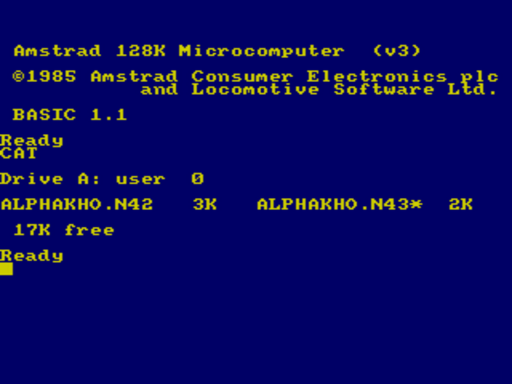 Amstrad 128K Microcomputer  (v3)
©1985 Amstrad Consumer Electronics plc
and Locomotive Software Ltd.
BASIC 1.1
Ready
CAT
Drive A: user  0
ALPHAKHO.N42   3K   ALPHAKHO.N43*  2K
17K free
Ready